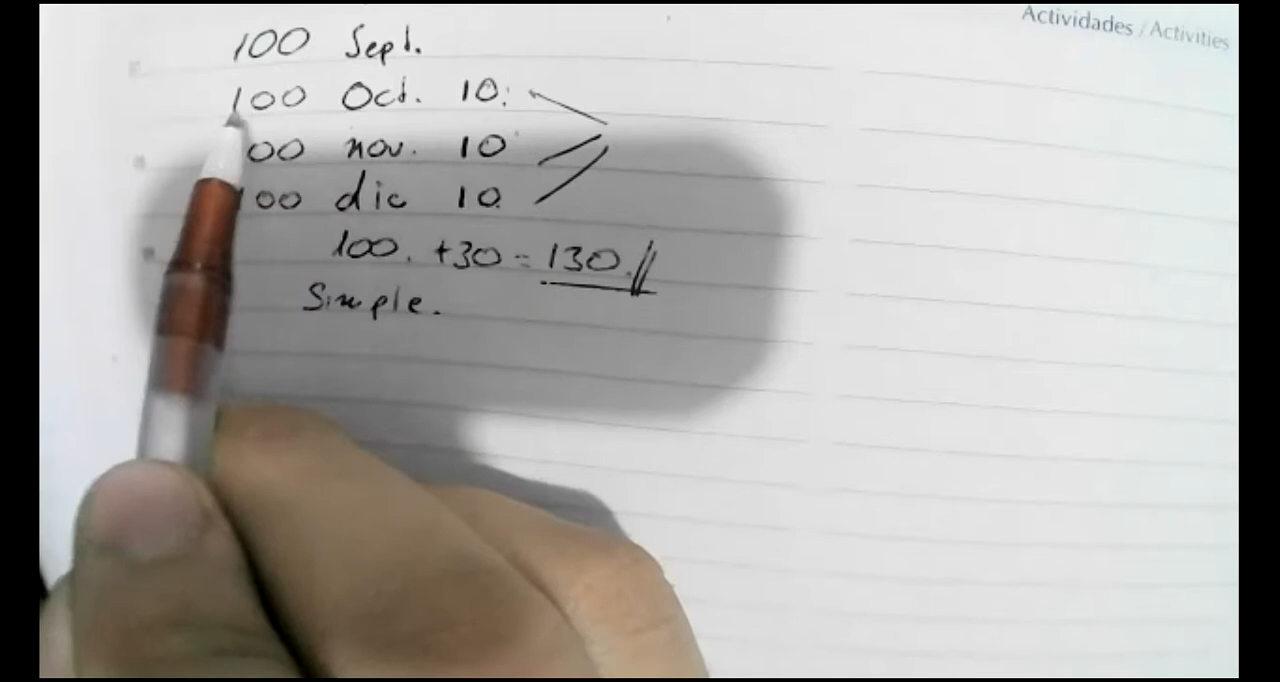 Actividades / Activities
100 Sept.
100 Oct. 10.
00 nov. 10
00 dic 10.
100. +30 = 130.//
Simple.